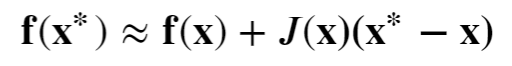 f(x*) ≈ f(x) + J(x)(x* − x)